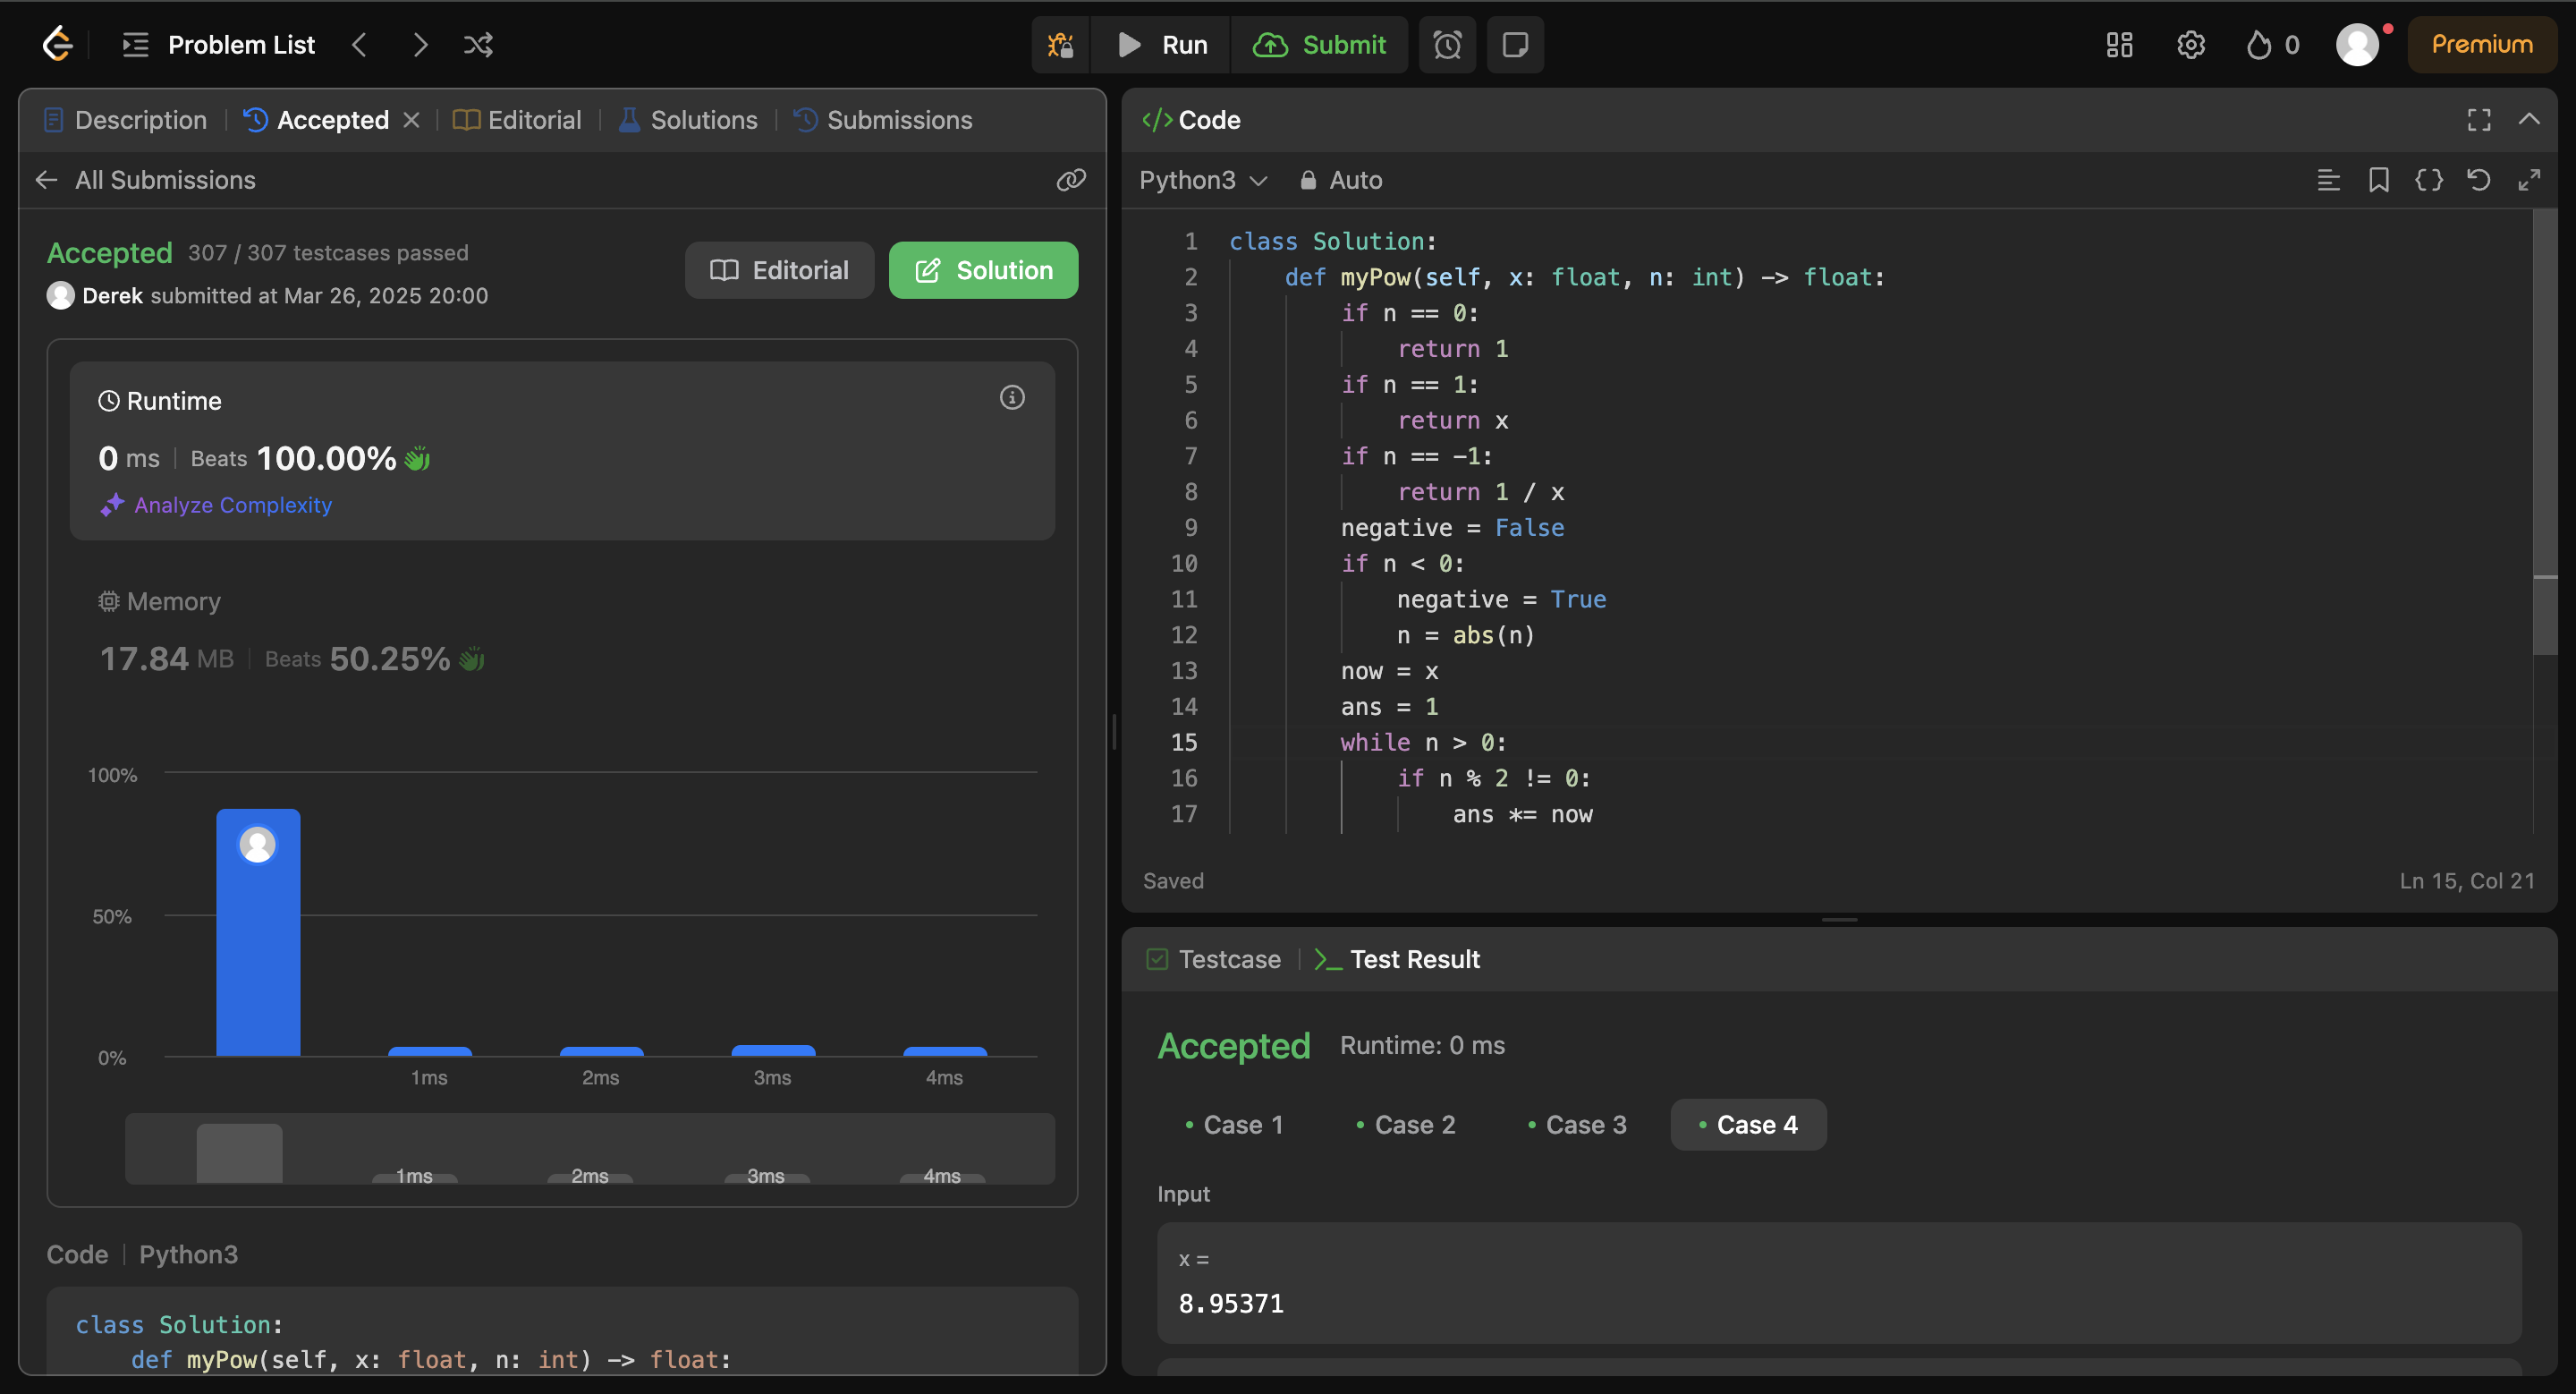 Problem List
Run
Submit
0
Premium
Description
Accepted
Editorial
Solutions
Submissions
All Submissions
Accepted 307 / 307 testcases passed
Derek submitted at Mar 26, 2025 20:00
Editorial
Solution
Runtime
0 ms Beats 100.00%
Analyze Complexity
Memory
17.84 MB Beats 50.25%
100%
50%
0%
1ms 2ms 3ms 4ms
1ms 2ms 3ms 4ms
Code Python3
class Solution:
    def myPow(self, x: float, n: int) -> float:
</> Code
Python3 Auto
1 class Solution:
2     def myPow(self, x: float, n: int) -> float:
3         if n == 0:
4             return 1
5         if n == 1:
6             return x
7         if n == -1:
8             return 1 / x
9         negative = False
10         if n < 0:
11             negative = True
12             n = abs(n)
13         now = x
14         ans = 1
15         while n > 0:
16             if n % 2 != 0:
17                 ans *= now
Saved
Ln 15, Col 21
Testcase
Test Result
Accepted Runtime: 0 ms
Case 1
Case 2
Case 3
Case 4
Input
x =
8.95371